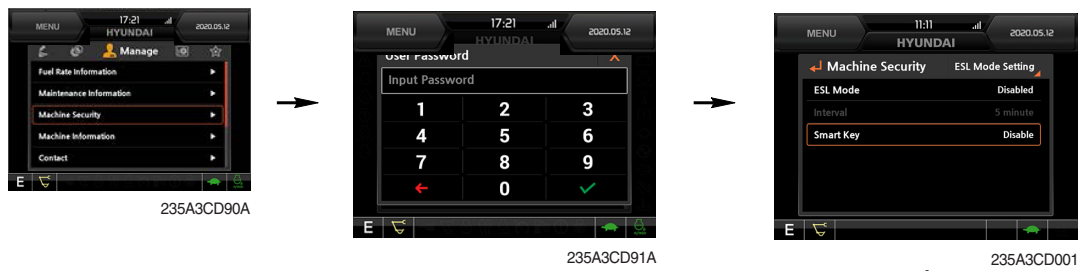 MENU 17:21 HYUNDAI 2020.05.12
Manage
Fuel Rate Information
Maintenance Information
Machine Security
Machine Information
Contact
E
235A3CD90A
MENU 17:21 HYUNDAI 2020.05.12
User Password
Input Password
1 2 3
4 5 6
7 8 9
0
E
235A3CD91A
MENU 11:11 HYUNDAI 2020.05.12
Machine Security ESL Mode Setting
ESL Mode Disabled
Interval 5 minute
Smart Key Disable
E
235A3CD001